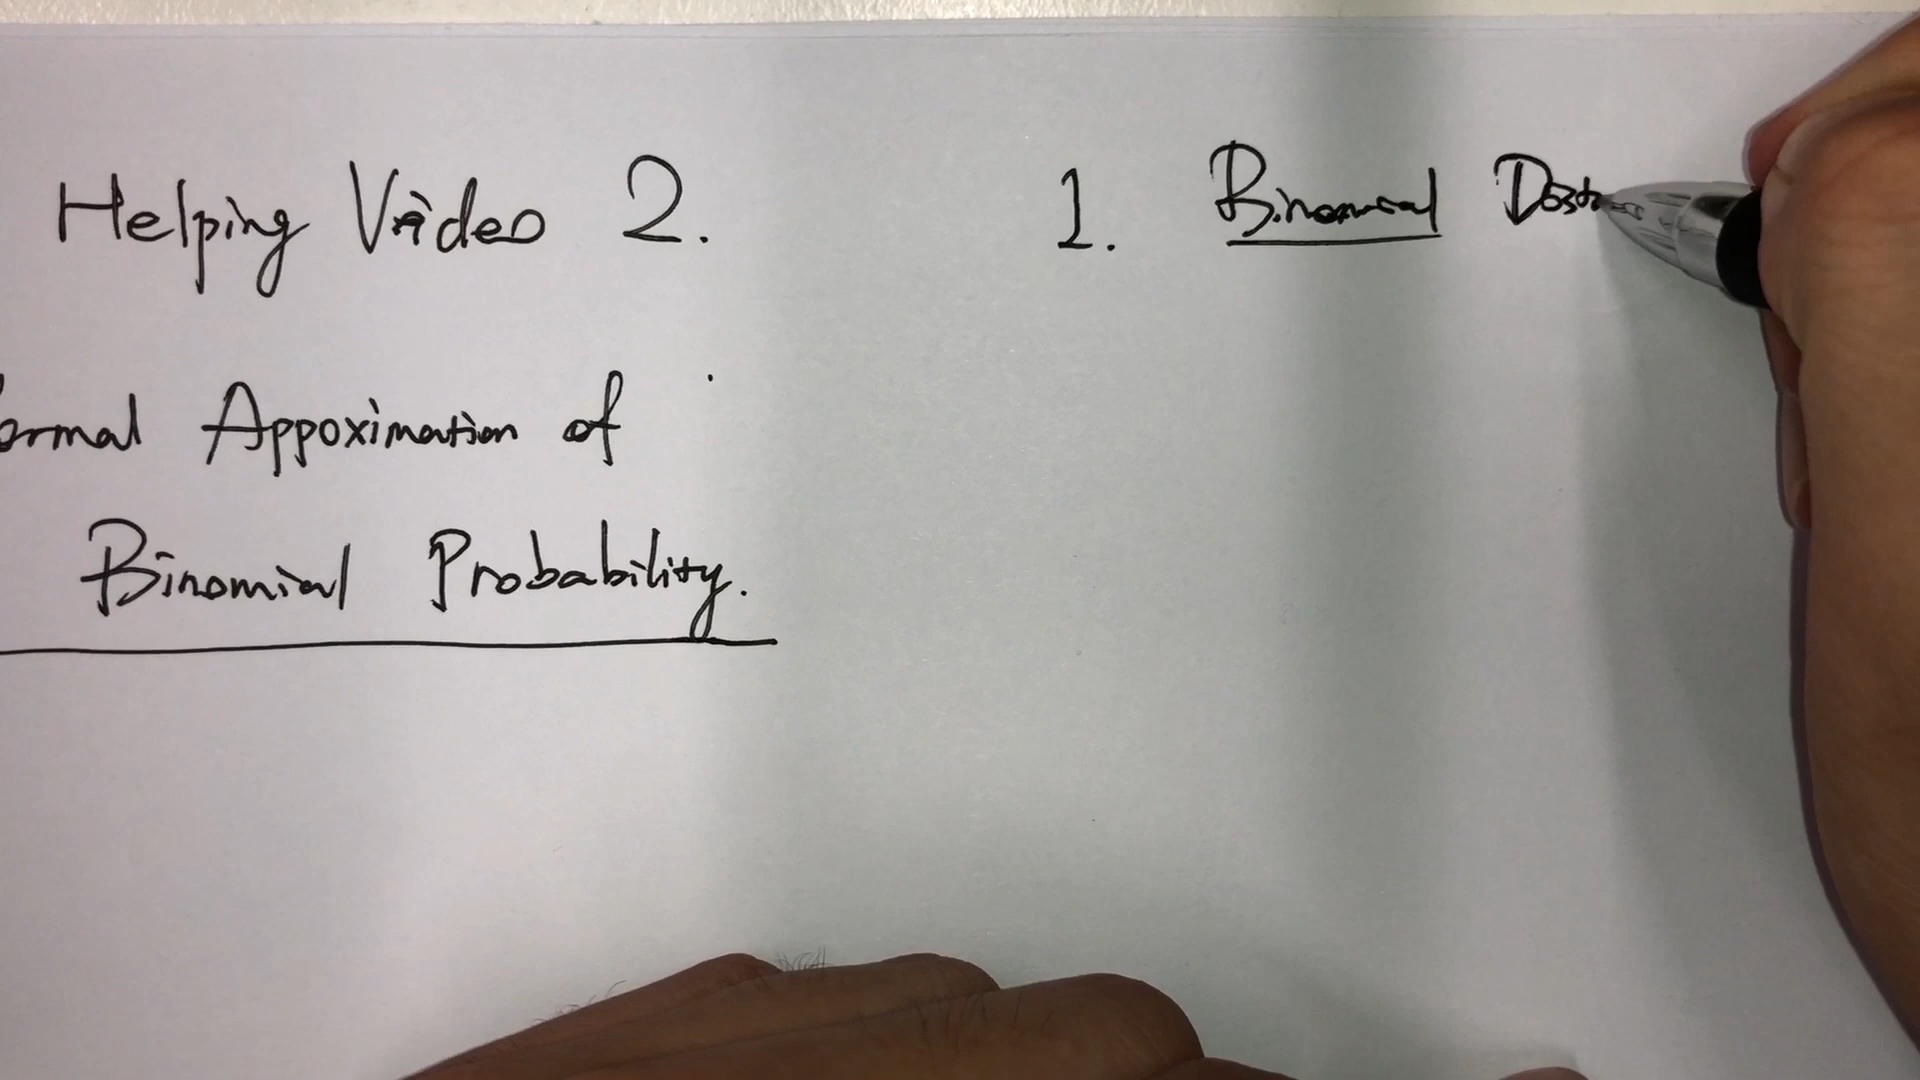 Helping Video 2.
ormal Appoximation of
Binomial Probability.
1. Binomial